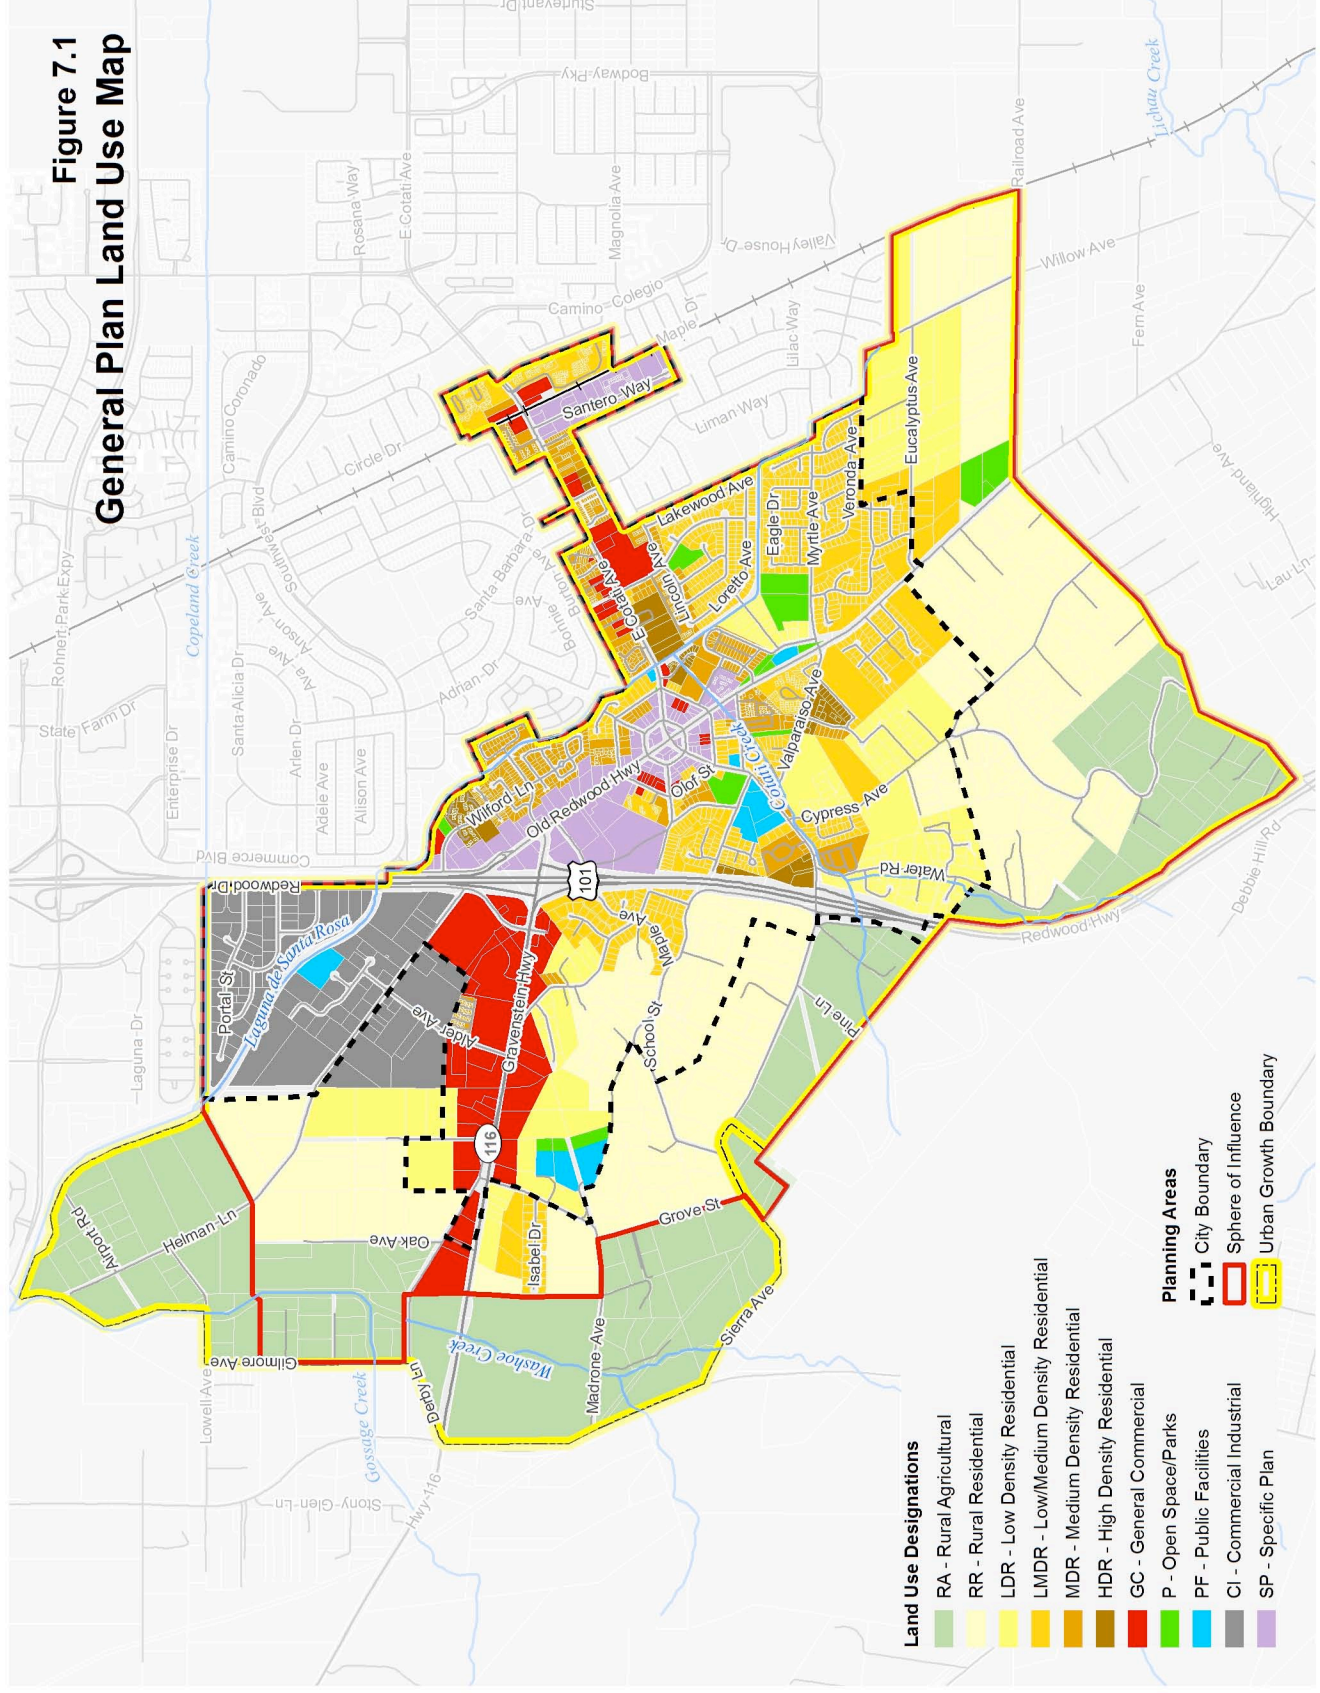 Figure 7.1
General Plan Land Use Map
Sturtevant Dr
Bodway Pky
Lichau Creek
Railroad Ave
Rosana Way
E Cotati Ave
Magnolia Ave
Valley House Dr
Willow Ave
Camino Colegio
Maple Dr
Lilac Way
Fern Ave
Copeland Creek
Camino Coronado
Circle Dr
Santero Way
Liman Way
Eucalyptus Ave
Highland Ave
Lau Ln
Southwest Blvd
Rohnert Park Expy
State Farm Dr
Enterprise Dr
Santa Alicia Dr
Anson Ave
Ava Ave
Arlen Dr
Adele Ave
Alison Ave
Adrian Dr
Santa Barbara Dr
Bonnie Ave
Burton Ave
E Cotati Ave
Lincoln Ave
Lakewood Ave
Loretto Ave
Eagle Dr
Myrtle Ave
Veronda Ave
Commerce Blvd
Wilford Ln
Old Redwood Hwy
Olof St
Cotati Creek
Valparaiso Ave
Cypress Ave
Water Rd
Debbie Hill Rd
Redwood Hwy
Redwood Dr
101
Laguna de Santa Rosa
Portal St
Laguna Dr
Alder Ave
Gravenstein Hwy
Maple Ave
School St
Pine Ln
116
Airport Rd
Helman Ln
Oak Ave
Isabel Dr
Grove St
Gilmore Ave
Lowell Ave
Gossage Creek
Derby Ln
Washoe Creek
Madrone Ave
Sierra Ave
Stony Glen Ln
Hwy 116
Land Use Designations
RA - Rural Agricultural
RR - Rural Residential
LDR - Low Density Residential
LMDR - Low/Medium Density Residential
MDR - Medium Density Residential
HDR - High Density Residential
GC - General Commercial
P - Open Space/Parks
PF - Public Facilities
CI - Commercial Industrial
SP - Specific Plan
Planning Areas
City Boundary
Sphere of Influence
Urban Growth Boundary